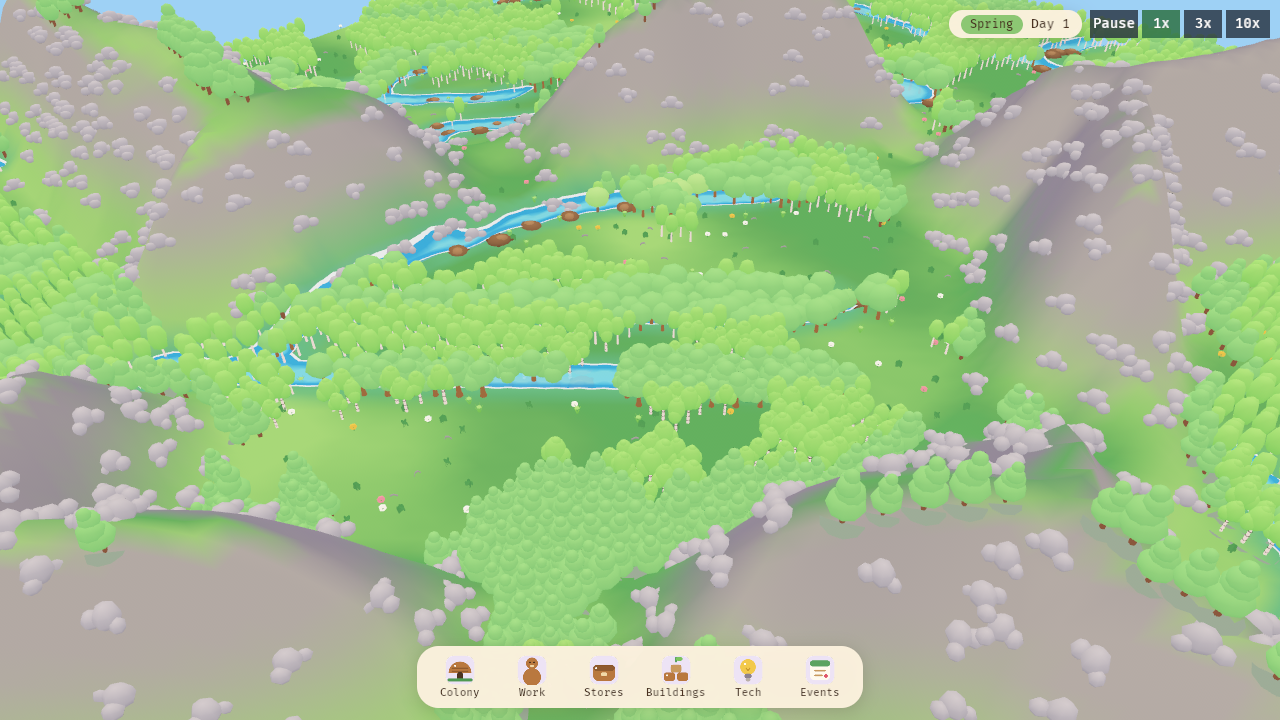 Spring Day 1 Pause 1x 3x 10x
Colony Work Stores Buildings Tech Events